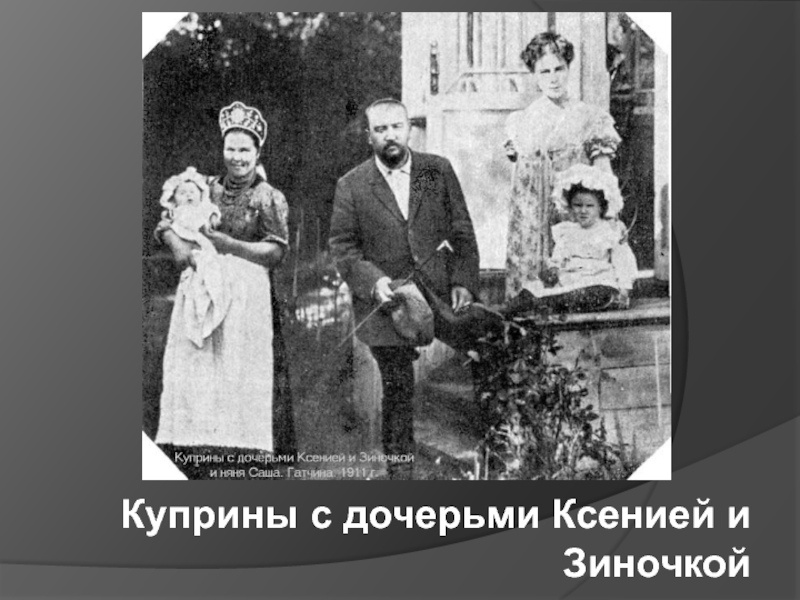 Куприны с дочерьми Ксенией и Зиночкой
и няня Саша. Гатчина. 1911 г.
Куприны с дочерьми Ксенией и
Зиночкой